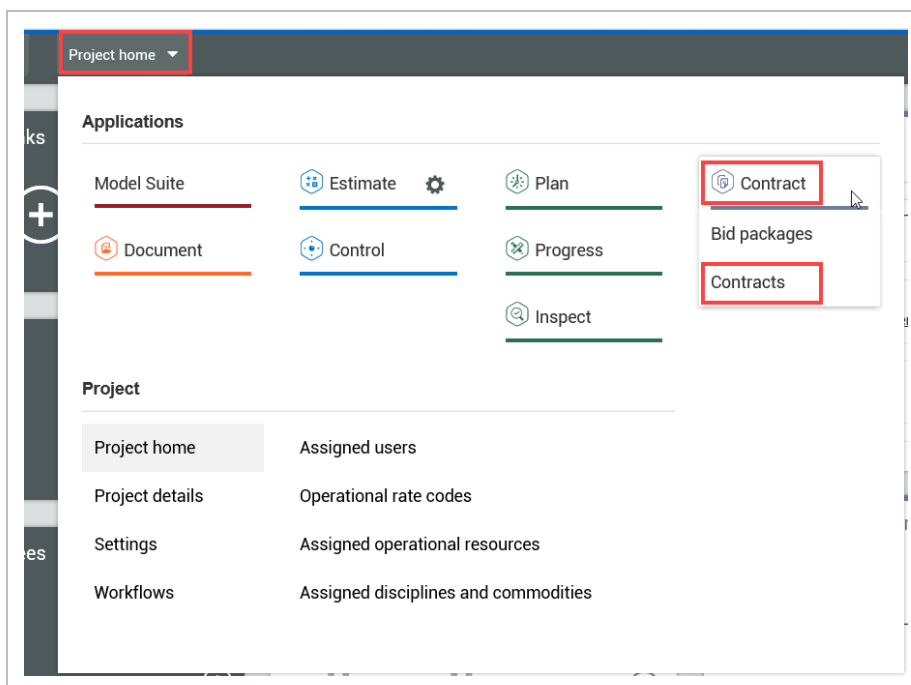 Project home
Applications
ks
Model Suite
Estimate
Plan
Contract
Document
Control
Progress
Bid packages
Contracts
Inspect
Project
Project home
Assigned users
Project details
Operational rate codes
ees
Settings
Assigned operational resources
Workflows
Assigned disciplines and commodities